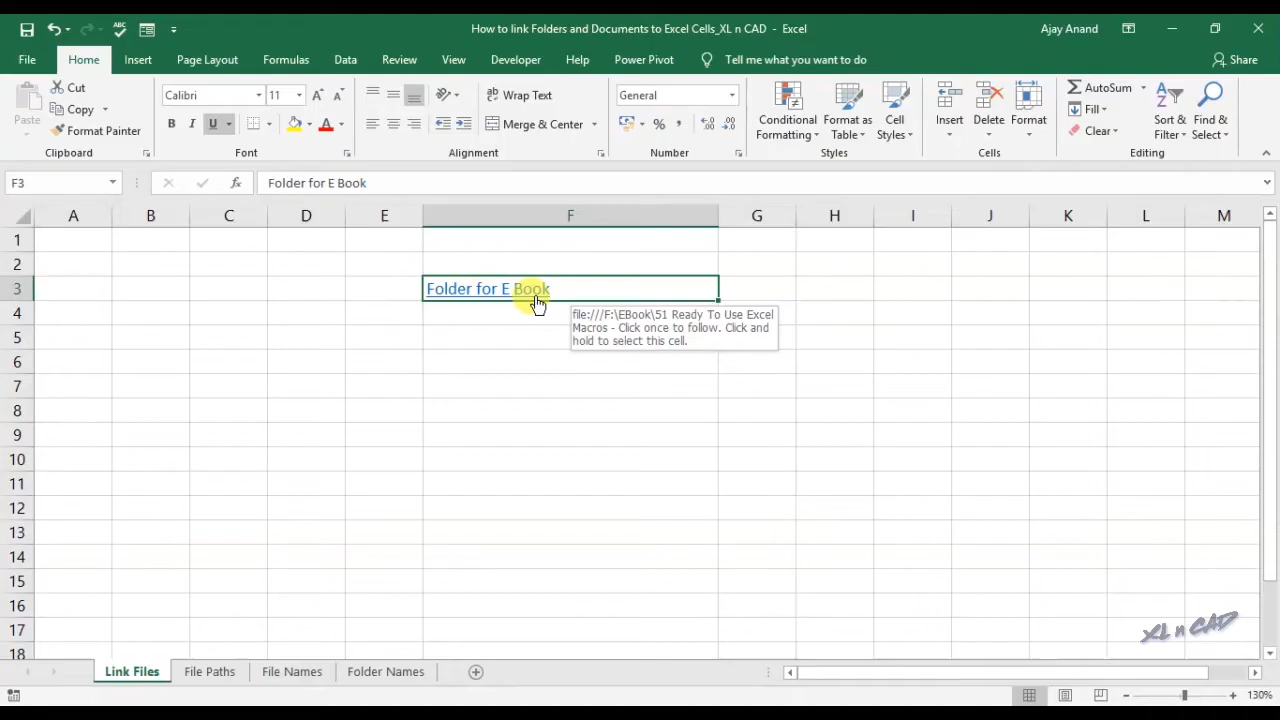 How to link Folders and Documents to Excel Cells_XL n CAD - Excel
Ajay Anand
File Home Insert Page Layout Formulas Data Review View Developer Help Power Pivot Tell me what you want to do Share
Paste
Cut
Copy
Format Painter
Clipboard
Calibri 11
B I U
A A
Font
Wrap Text
Merge & Center
Alignment
General
% ,
Number
Conditional Formatting
Format as Table
Cell Styles
Styles
Insert Delete Format
Cells
AutoSum
Fill
Clear
Sort & Filter
Find & Select
Editing
F3 fx Folder for E Book
A B C D E F G H I J K L M
1
2
3 Folder for E Book
file:///F:\EBook\51 Ready To Use Excel
Macros - Click once to follow. Click and
hold to select this cell.
4
5
6
7
8
9
10
11
12
13
14
15
16
17
18
XL n CAD
Link Files File Paths File Names Folder Names
130%